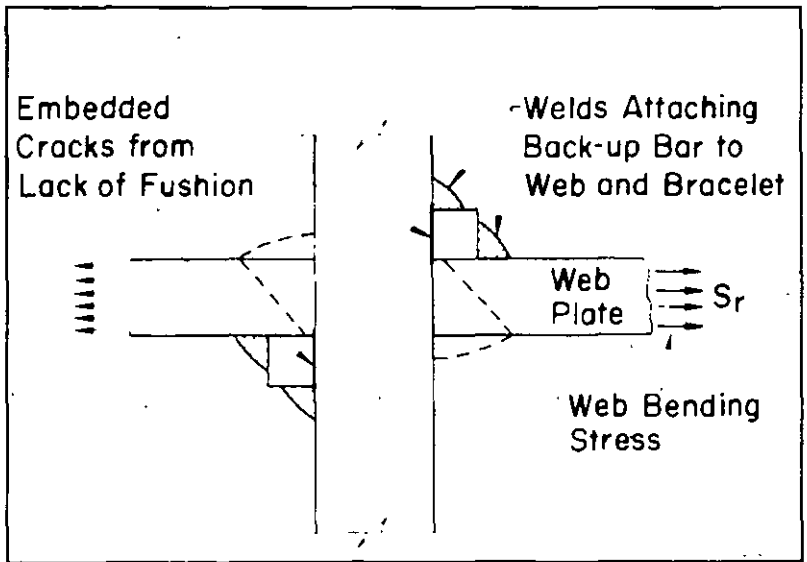 Embedded
Cracks from
Lack of Fushion
Welds Attaching
Back-up Bar to
Web and Bracelet
Web
Plate
Sr
Web Bending
Stress